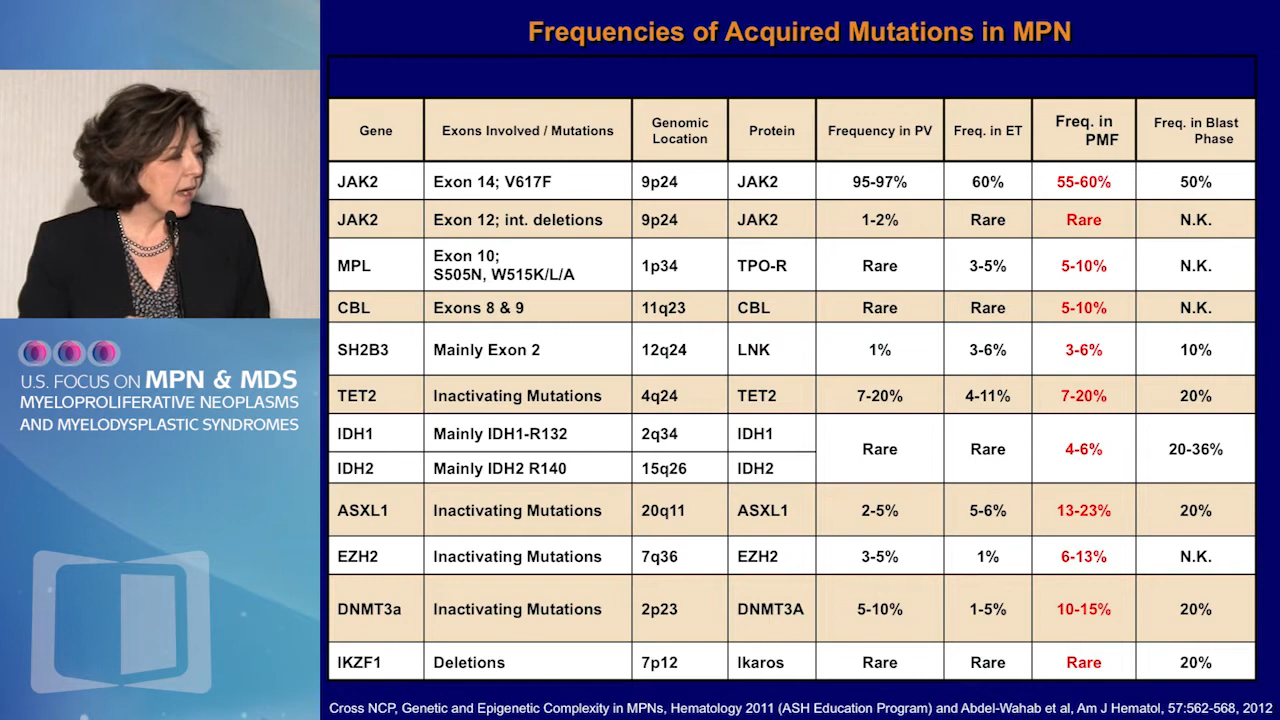 Frequencies of Acquired Mutations in MPN
Gene Exons Involved / Mutations Genomic Location Protein Frequency in PV Freq. in ET Freq. in PMF Freq. in Blast Phase
JAK2 Exon 14; V617F 9p24 JAK2 95-97% 60% 55-60% 50%
JAK2 Exon 12; int. deletions 9p24 JAK2 1-2% Rare Rare N.K.
MPL Exon 10; S505N, W515K/L/A 1p34 TPO-R Rare 3-5% 5-10% N.K.
CBL Exons 8 & 9 11q23 CBL Rare Rare 5-10% N.K.
SH2B3 Mainly Exon 2 12q24 LNK 1% 3-6% 3-6% 10%
TET2 Inactivating Mutations 4q24 TET2 7-20% 4-11% 7-20% 20%
IDH1 Mainly IDH1-R132 2q34 IDH1 Rare Rare 4-6% 20-36%
IDH2 Mainly IDH2 R140 15q26 IDH2
ASXL1 Inactivating Mutations 20q11 ASXL1 2-5% 5-6% 13-23% 20%
EZH2 Inactivating Mutations 7q36 EZH2 3-5% 1% 6-13% N.K.
DNMT3a Inactivating Mutations 2p23 DNMT3A 5-10% 1-5% 10-15% 20%
IKZF1 Deletions 7p12 Ikaros Rare Rare Rare 20%
Cross NCP, Genetic and Epigenetic Complexity in MPNs, Hematology 2011 (ASH Education Program) and Abdel-Wahab et al, Am J Hematol, 57:562-568, 2012
U.S. FOCUS ON MPN & MDS
MYELOPROLIFERATIVE NEOPLASMS
AND MYELODYSPLASTIC SYNDROMES